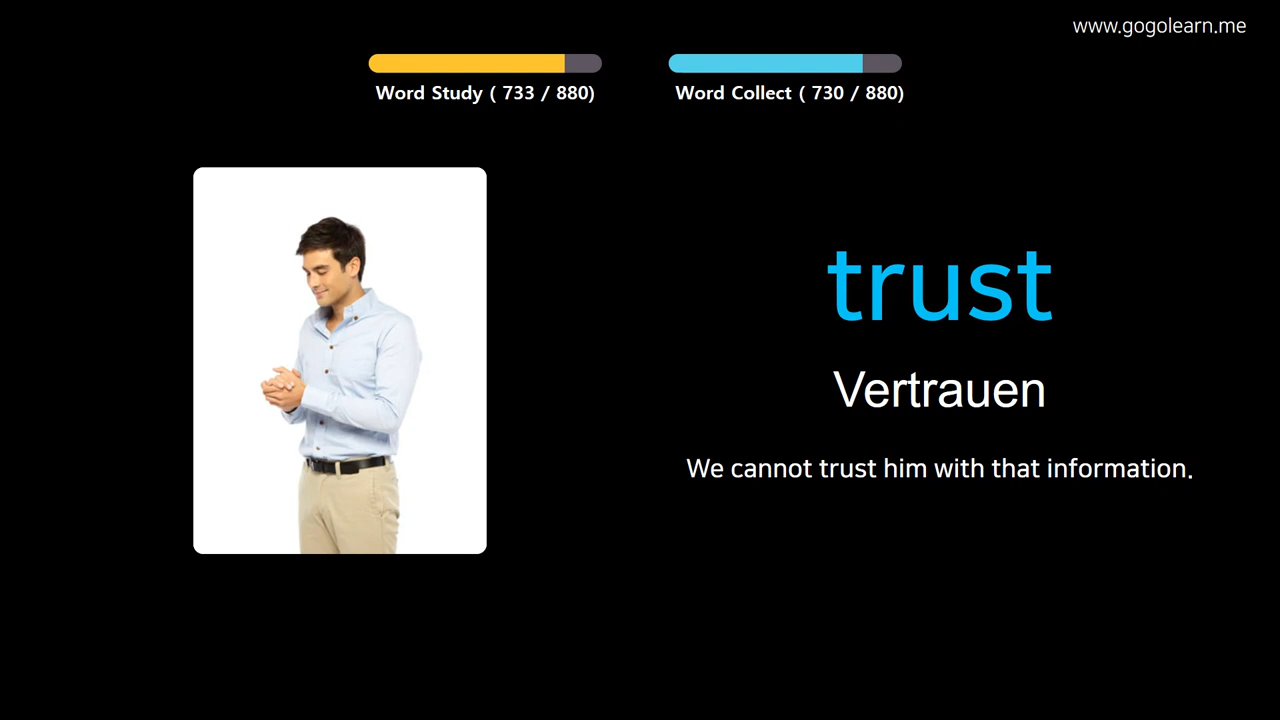 www.gogolearn.me
Word Study ( 733 / 880)
Word Collect ( 730 / 880)
trust
Vertrauen
We cannot trust him with that information.